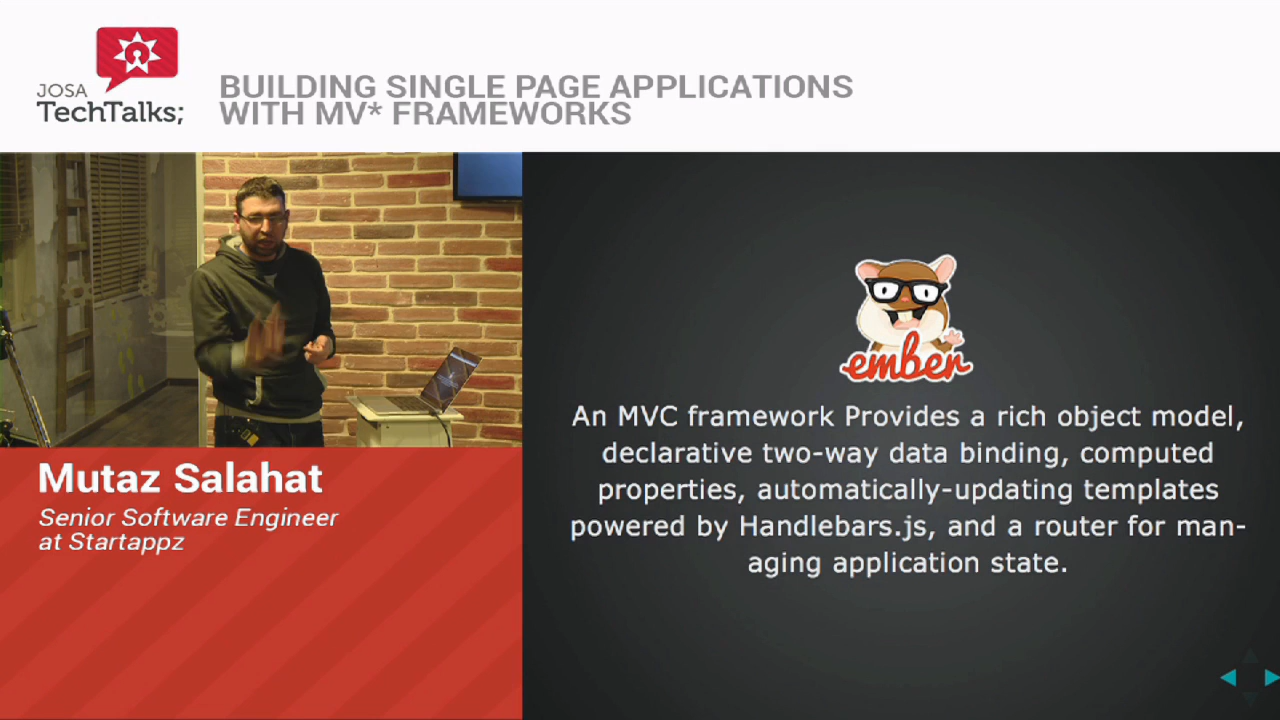 JOSA
TechTalks;
BUILDING SINGLE PAGE APPLICATIONS
WITH MV* FRAMEWORKS
Mutaz Salahat
Senior Software Engineer
at Startappz
ember
An MVC framework Provides a rich object model,
declarative two-way data binding, computed
properties, automatically-updating templates
powered by Handlebars.js, and a router for man-
aging application state.